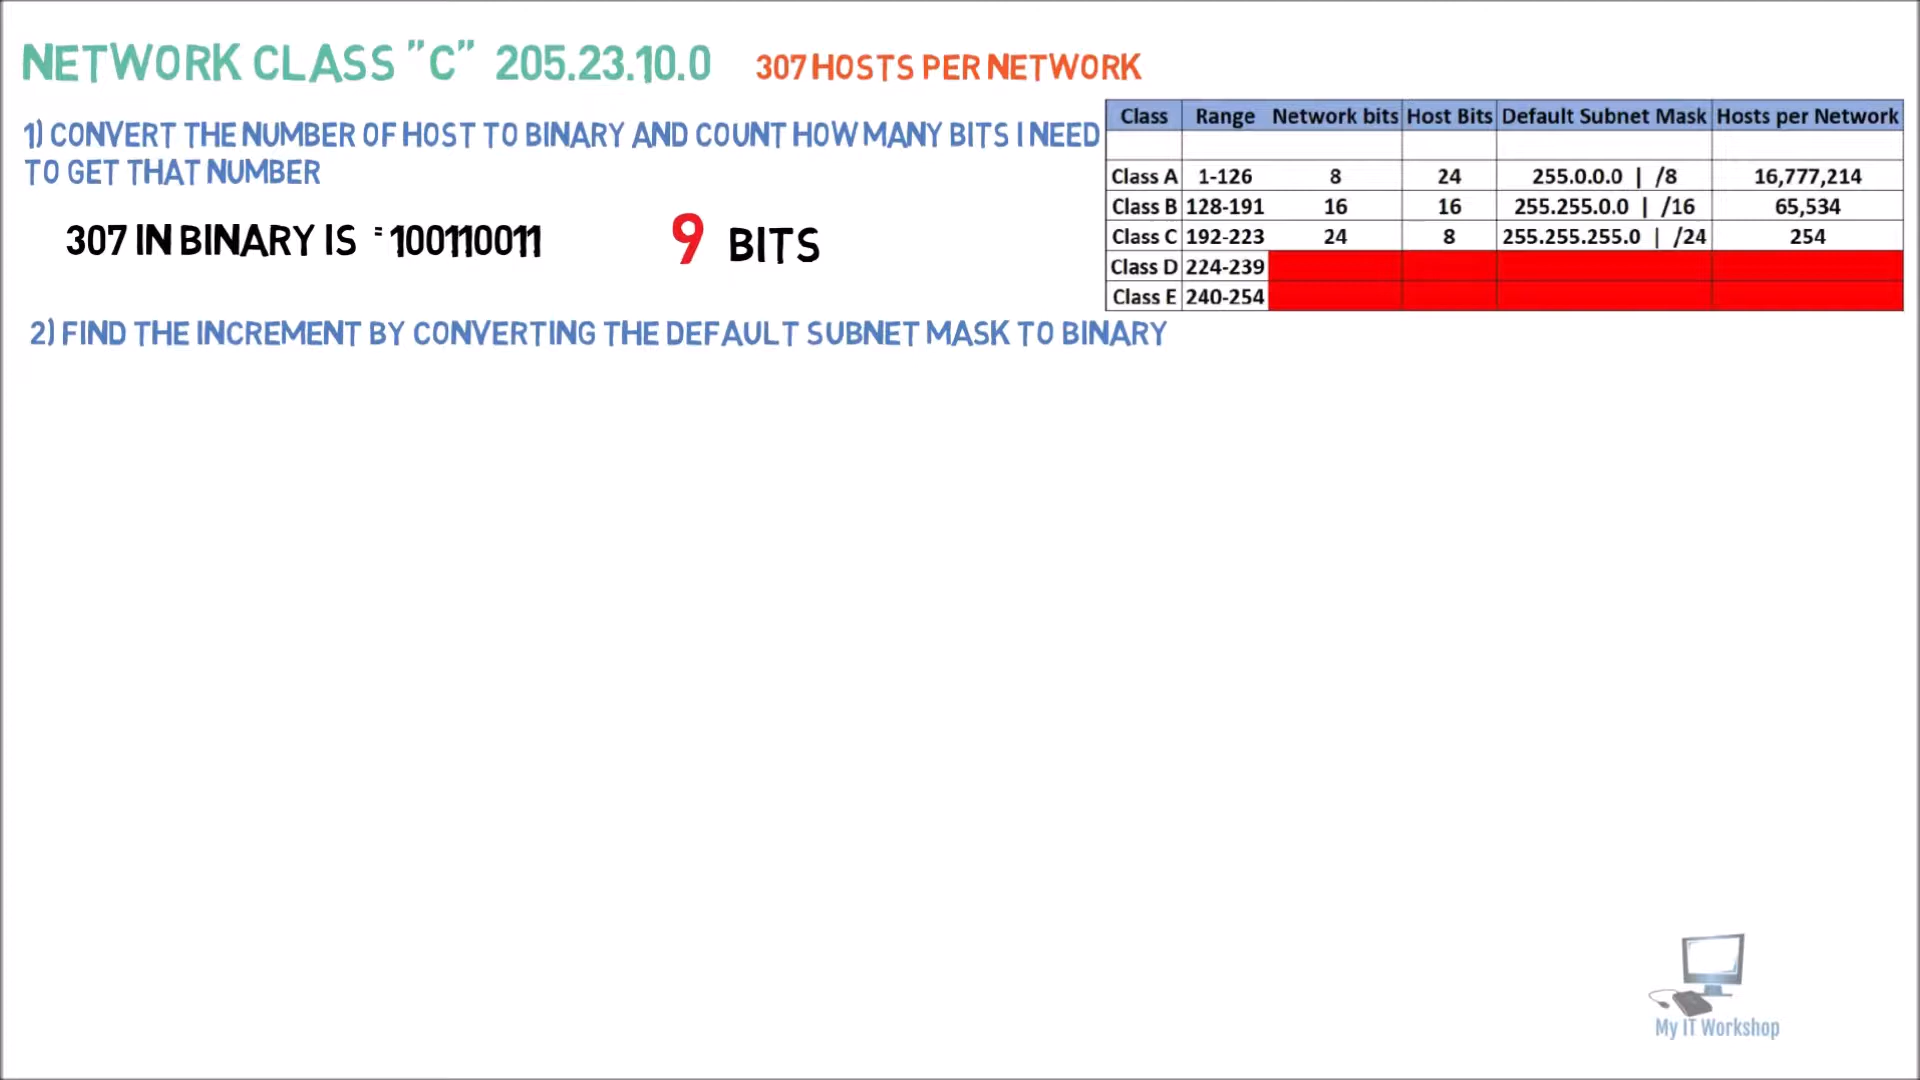 NETWORK CLASS "C" 205.23.10.0 307 HOSTS PER NETWORK
1) CONVERT THE NUMBER OF HOST TO BINARY AND COUNT HOW MANY BITS I NEED
TO GET THAT NUMBER
307 IN BINARY IS = 100110011 9 BITS
Class Range Network bits Host Bits Default Subnet Mask Hosts per Network
Class A 1-126 8 24 255.0.0.0 | /8 16,777,214
Class B 128-191 16 16 255.255.0.0 | /16 65,534
Class C 192-223 24 8 255.255.255.0 | /24 254
Class D 224-239
Class E 240-254
2) FIND THE INCREMENT BY CONVERTING THE DEFAULT SUBNET MASK TO BINARY
My IT Workshop